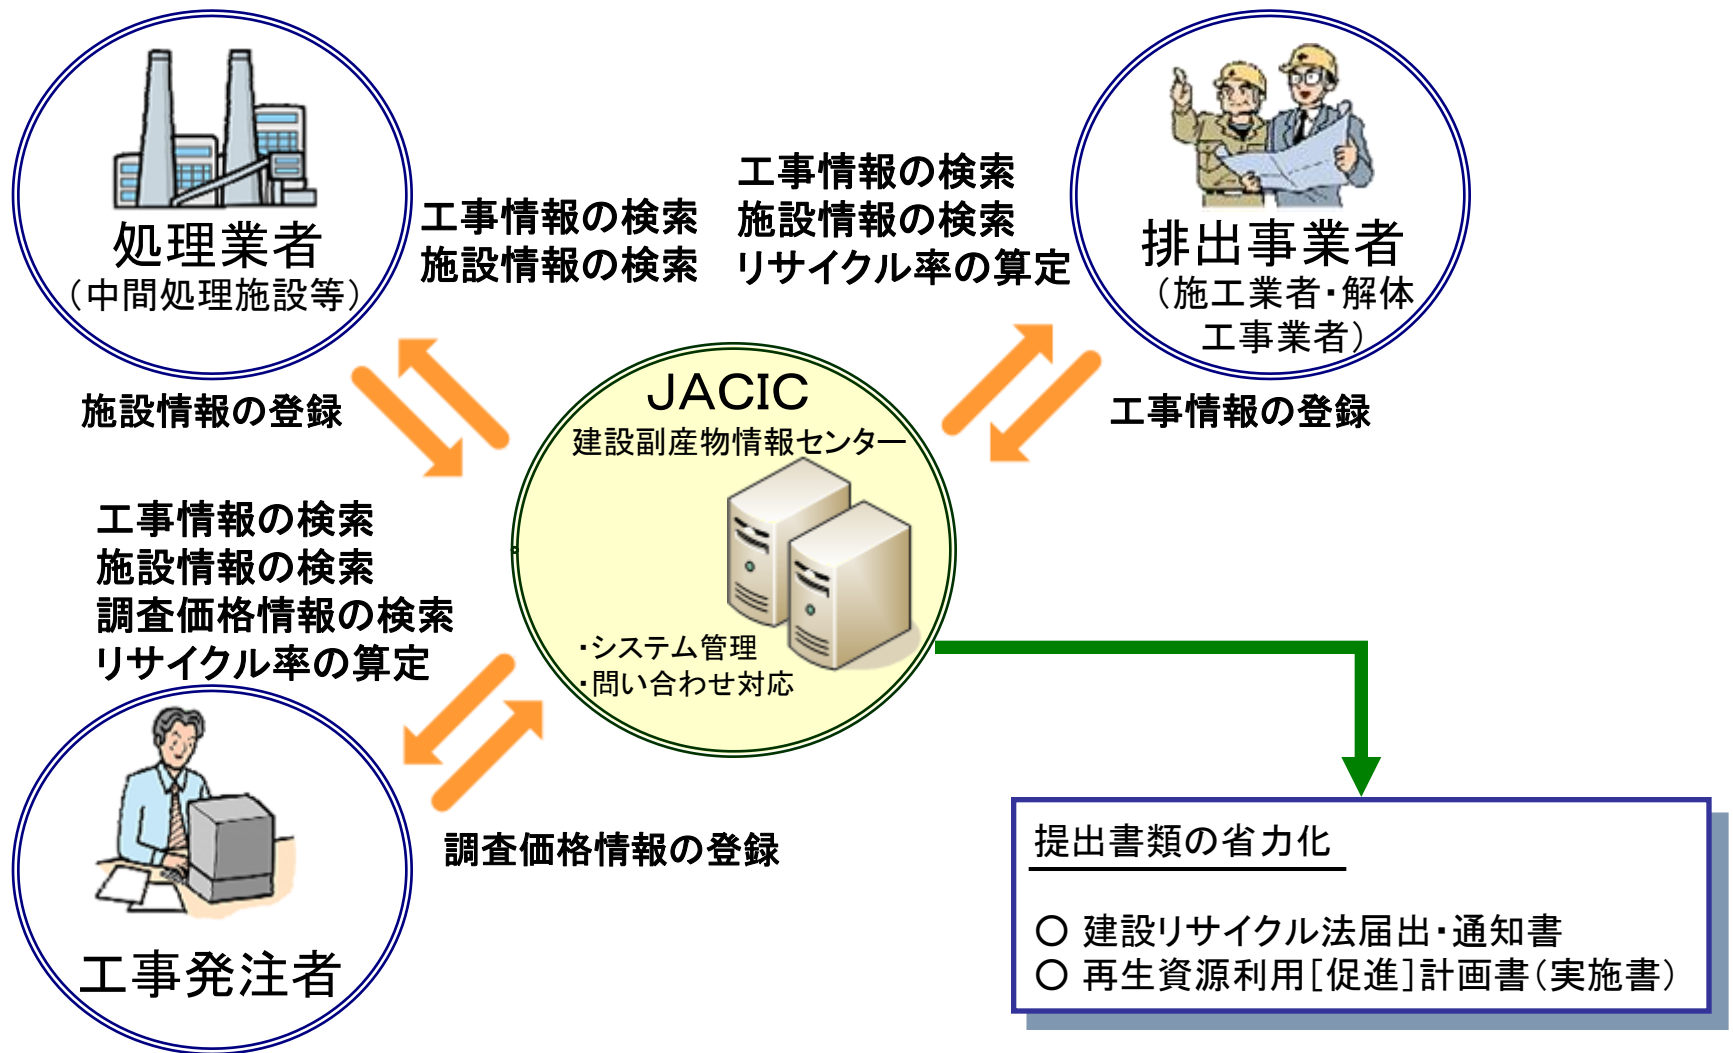 処理業者
（中間処理施設等）
工事情報の検索
施設情報の検索
工事情報の検索
施設情報の検索
リサイクル率の算定
排出事業者
（施工業者・解体
工事業者）
施設情報の登録
工事情報の登録
JACIC
建設副産物情報センター
・システム管理
・問い合わせ対応
工事情報の検索
施設情報の検索
調査価格情報の検索
リサイクル率の算定
工事発注者
調査価格情報の登録
提出書類の省力化
○ 建設リサイクル法届出・通知書
○ 再生資源利用［促進］計画書（実施書）